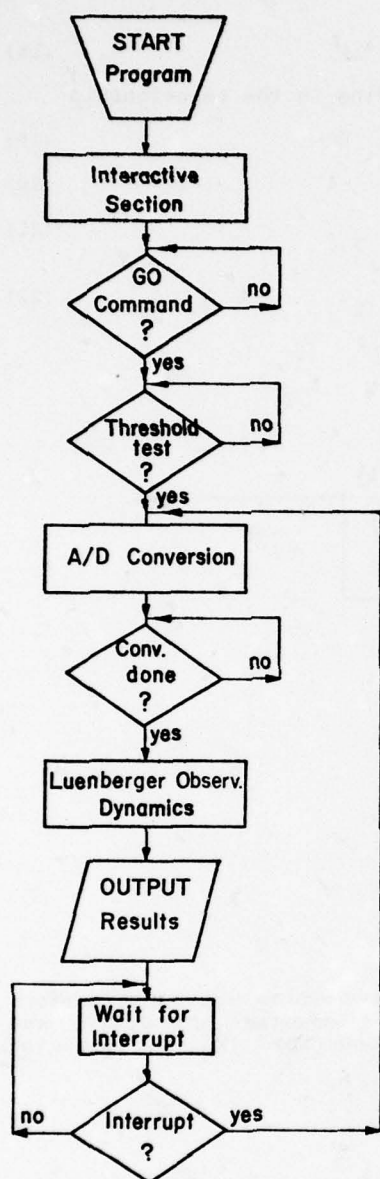 START
Program
Interactive
Section
GO
Command
?
no
yes
Threshold
test
?
no
yes
A/D Conversion
Conv.
done
?
no
yes
Luenberger Observ.
Dynamics
OUTPUT
Results
Wait for
Interrupt
no
Interrupt
?
yes